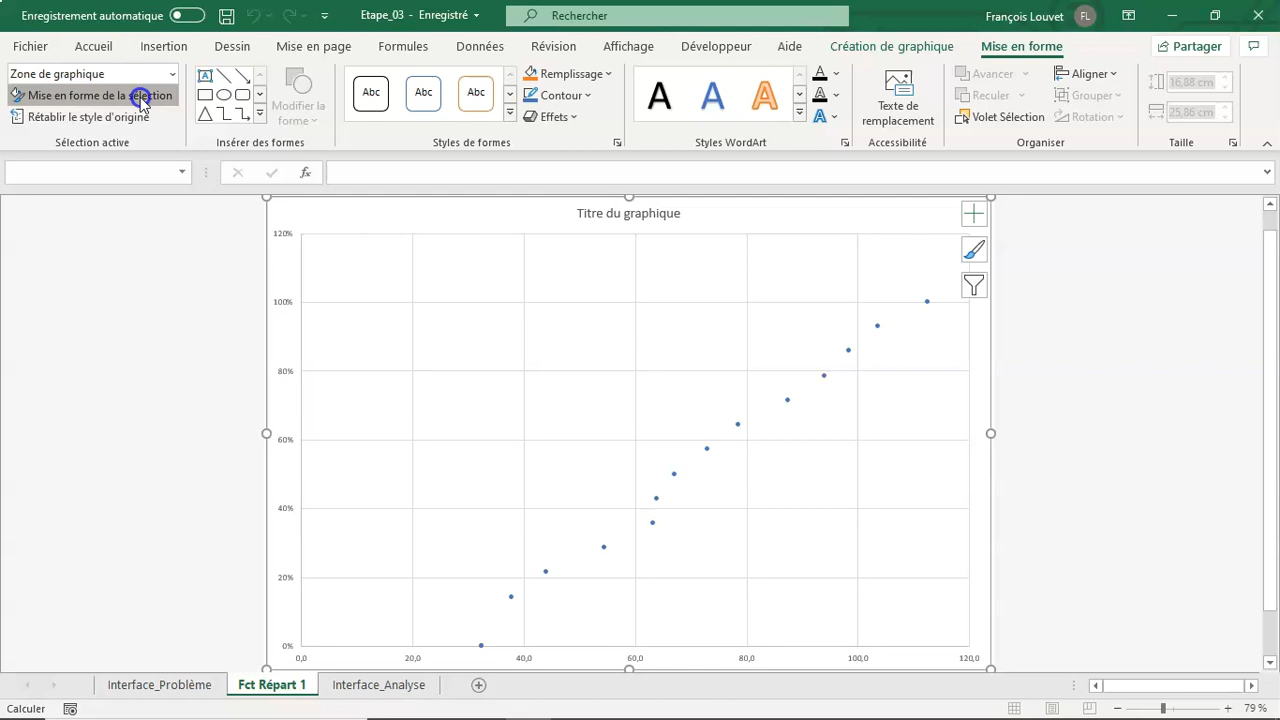 Enregistrement automatique
Etape_03 - Enregistré
Rechercher
François Louvet
FL
Fichier
Accueil
Insertion
Dessin
Mise en page
Formules
Données
Révision
Affichage
Développeur
Aide
Création de graphique
Mise en forme
Partager
Zone de graphique
Mise en forme de la sélection
Rétablir le style d'origine
Sélection active
Modifier la
forme
Insérer des formes
Abc
Abc
Abc
Remplissage
Contour
Effets
Styles de formes
A
A
A
A
A
A
Styles WordArt
Texte de
remplacement
Accessibilité
Avancer
Reculer
Volet Sélection
Aligner
Grouper
Rotation
Organiser
16,88 cm
25,86 cm
Taille
fx
Titre du graphique
120%
100%
80%
60%
40%
20%
0%
0,0
20,0
40,0
60,0
80,0
100,0
120,0
Interface_Problème
Fct Répart 1
Interface_Analyse
Calculer
79 %